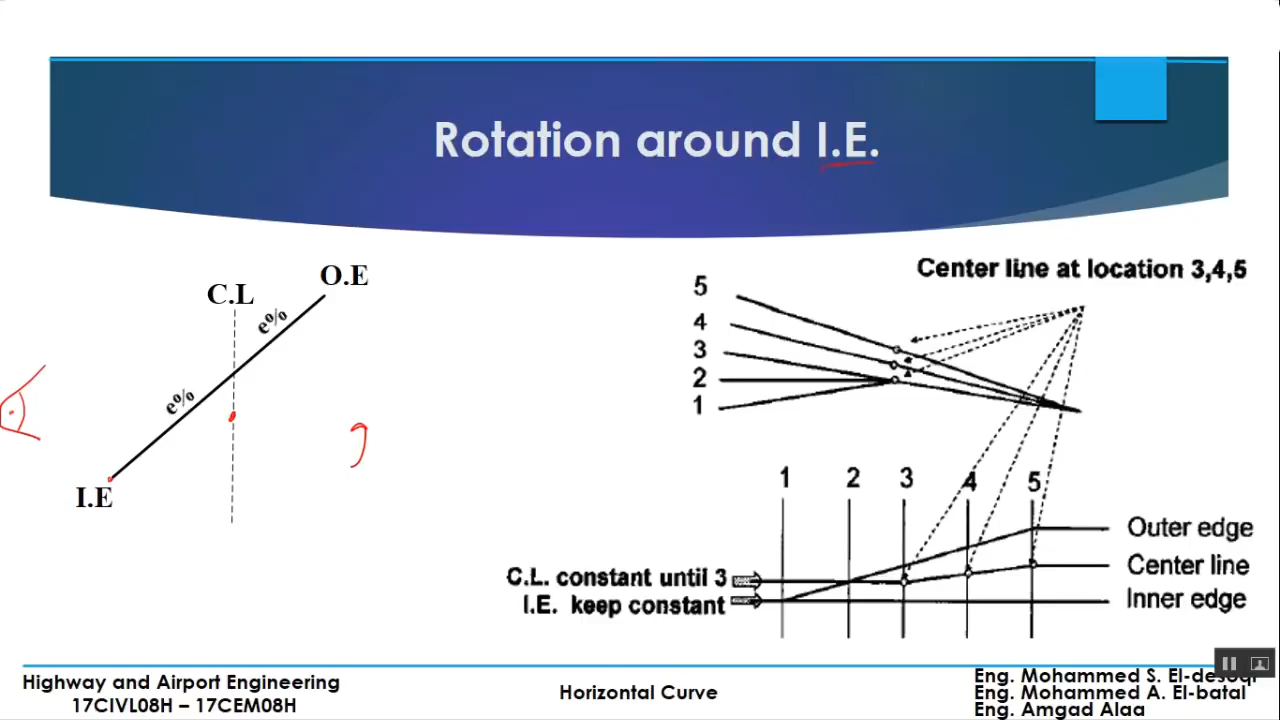 Rotation around I.E.
C.L
O.E
e%
e%
I.E
Center line at location 3,4,5
5
4
3
2
1
1 2 3 4 5
Outer edge
C.L. constant until 3
Center line
I.E. keep constant
Inner edge
Highway and Airport Engineering
17CIVL08H – 17CEM08H
Horizontal Curve
Eng. Mohammed S. El-desoqi
Eng. Mohammed A. El-batal
Eng. Amgad Alaa